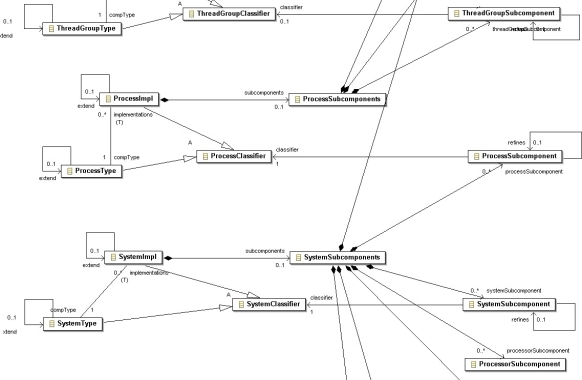 1 compType A classifier
0..1 ThreadGroupClassifier 0..1 ThreadGroupSubcomponent
ThreadGroupType 0..*
0..1 ProcessImpl subcomponents ProcessSubcomponents
extend 0..* implementations 0..1
(T)
A refines 0..1
0..1 1 compType ProcessClassifier classifier ProcessSubcomponent
extend ProcessType 1 0..* processSubcomponent
0..1 SystemImpl subcomponents SystemSubcomponents
extend 0..* implementations 0..1
(T)
A 0..* systemSubcomponent
0..1 compType SystemClassifier classifier SystemSubcomponent
SystemType 1 1 refines 0..1
0..* processorSubcomponent
ProcessorSubcomponent